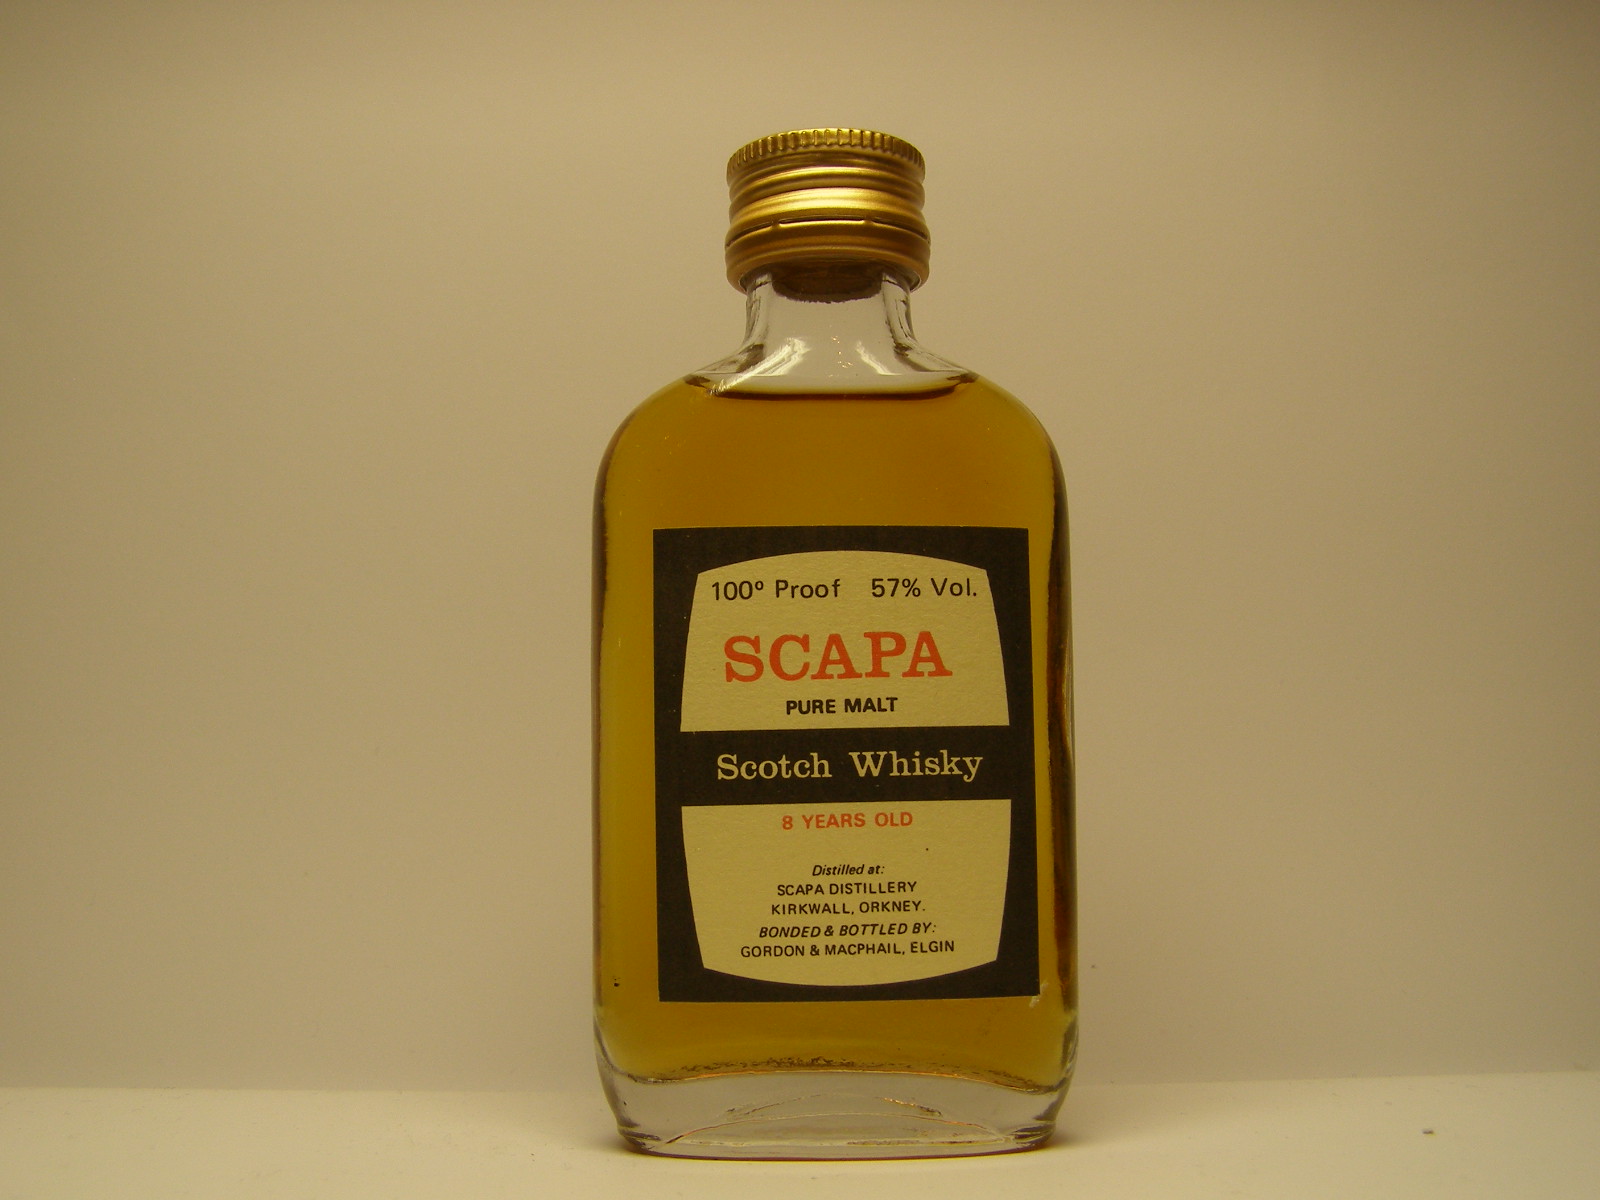 100º Proof 57% Vol.
SCAPA
PURE MALT
Scotch Whisky
8 YEARS OLD
Distilled at:
SCAPA DISTILLERY
KIRKWALL, ORKNEY.
BONDED & BOTTLED BY:
GORDON & MACPHAIL, ELGIN